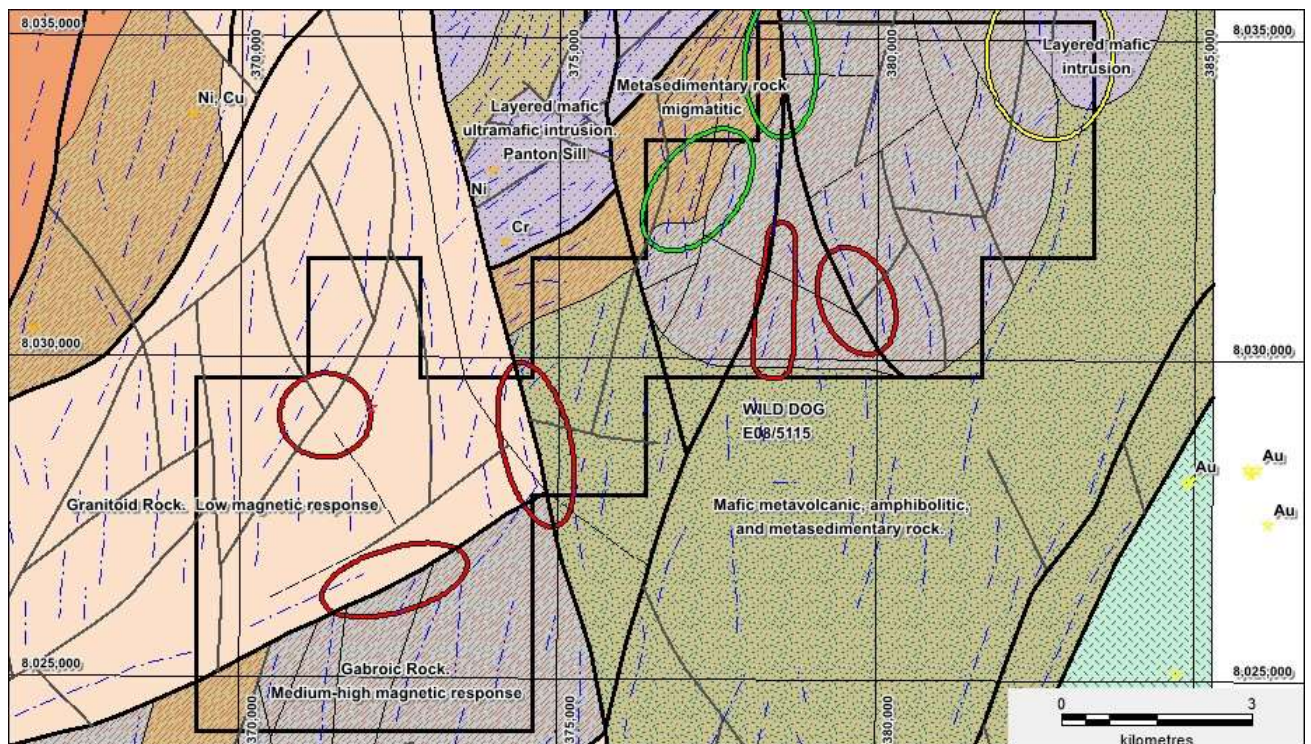 8,035,000
370,000
375,000
380,000
385,000
8,035,000
Layered mafic
intrusion
Ni, Cu
Metasedimentary rock
migmatitic
Layered mafic
ultramafic intrusion.
Panton Sill
Ni
Cr
8,030,000
8,030,000
WILD DOG
E08/5115
Au
Au
Au
Granitoid Rock. Low magnetic response
Mafic metavolcanic, amphibolitic,
and metasedimentary rock.
8,025,000
8,025,000
Gabroic Rock.
Medium-high magnetic response
370,000
375,000
380,000
0 3
kilometres